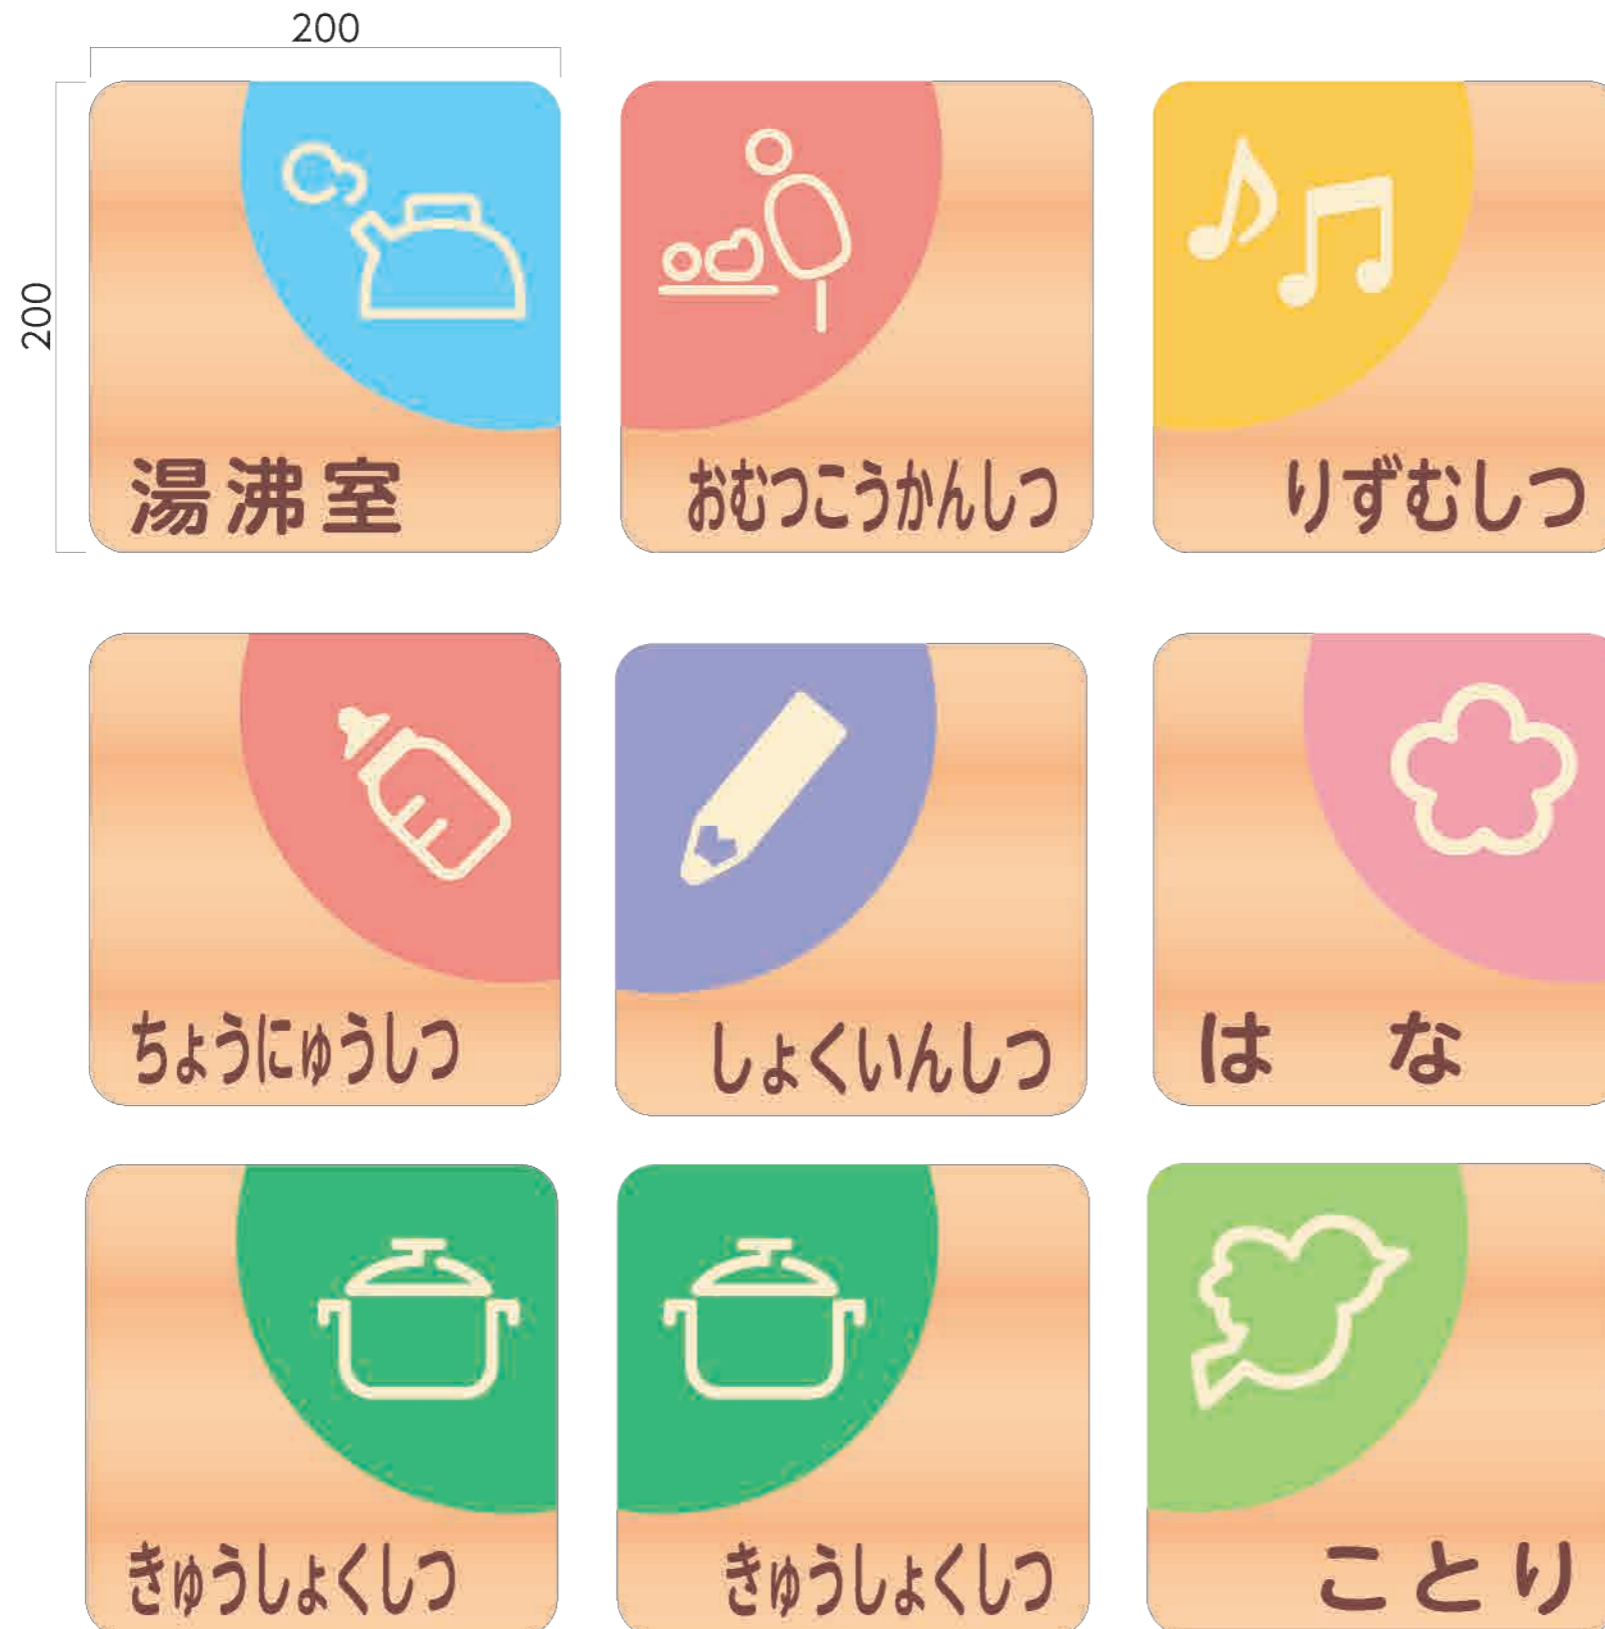 200
200
湯沸室
おむつこうかんしつ
りずむしつ
ちょうにゅうしつ
しょくいんしつ
は な
きゅうしょくしつ
きゅうしょくしつ
ことり